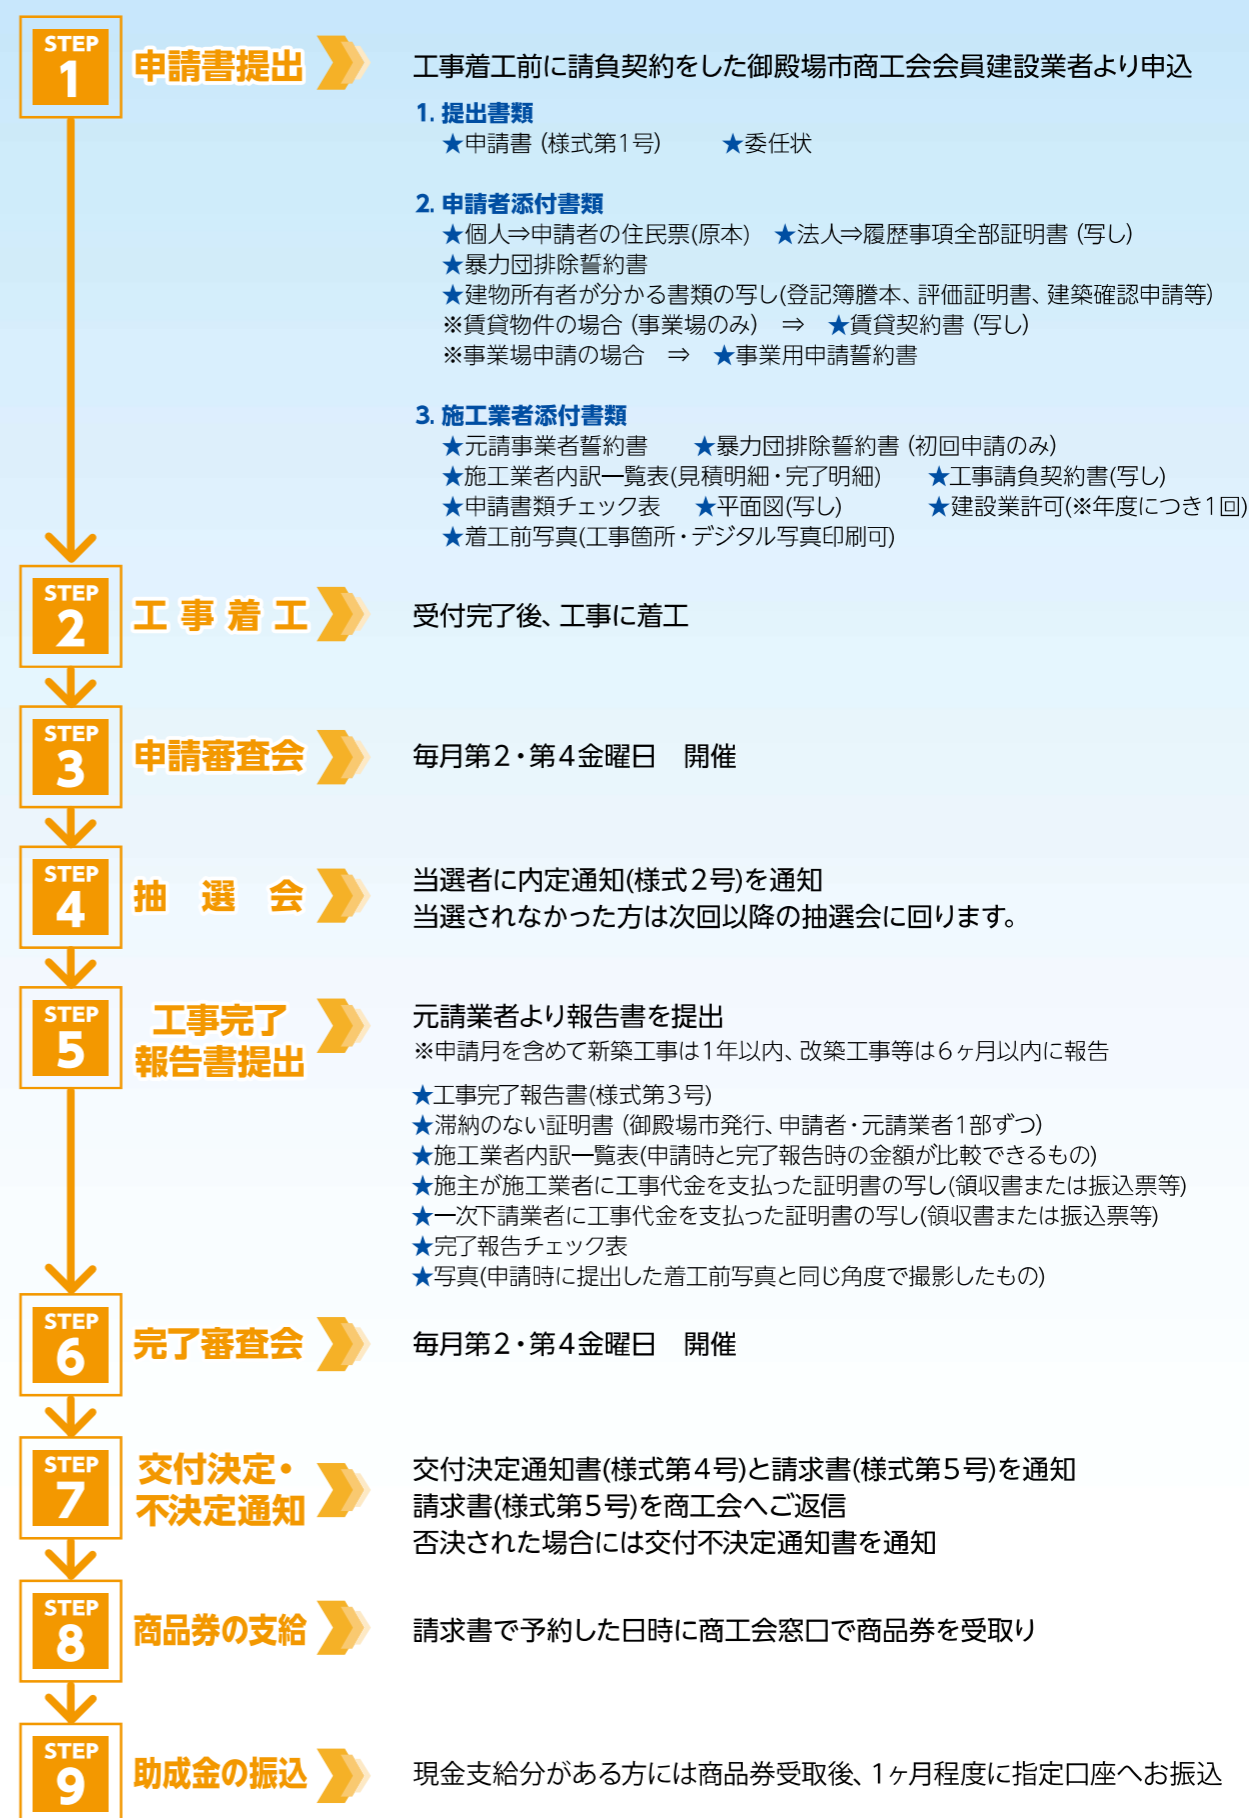 STEP
1
申請書提出
工事着工前に請負契約をした御殿場市商工会会員建設業者より申込
1. 提出書類
★申請書（様式第1号） ★委任状
2. 申請者添付書類
★個人⇒申請者の住民票(原本) ★法人⇒履歴事項全部証明書（写し）
★暴力団排除誓約書
★建物所有者が分かる書類の写し(登記簿謄本、評価証明書、建築確認申請等)
※賃貸物件の場合（事業場のみ） ⇒ ★賃貸契約書（写し）
※事業場申請の場合 ⇒ ★事業用申請誓約書
3. 施工業者添付書類
★元請事業者誓約書 ★暴力団排除誓約書（初回申請のみ）
★施工業者内訳一覧表(見積明細・完了明細) ★工事請負契約書(写し)
★申請書類チェック表 ★平面図(写し) ★建設業許可(※年度につき1回)
★着工前写真(工事箇所・デジタル写真印刷可)
STEP
2
工事着工
受付完了後、工事に着工
STEP
3
申請審査会
毎月第２・第４金曜日 開催
STEP
4
抽選会
当選者に内定通知(様式２号)を通知
当選されなかった方は次回以降の抽選会に回ります。
STEP
5
工事完了
報告書提出
元請業者より報告書を提出
※申請月を含めて新築工事は1年以内、改築工事等は６ヶ月以内に報告
★工事完了報告書(様式第３号)
★滞納のない証明書（御殿場市発行、申請者・元請業者1部ずつ）
★施工業者内訳一覧表(申請時と完了報告時の金額が比較できるもの)
★施主が施工業者に工事代金を支払った証明書の写し(領収書または振込票等)
★一次下請業者に工事代金を支払った証明書の写し(領収書または振込票等)
★完了報告チェック表
★写真(申請時に提出した着工前写真と同じ角度で撮影したもの)
STEP
6
完了審査会
毎月第２・第４金曜日 開催
STEP
7
交付決定・
不決定通知
交付決定通知書(様式第４号)と請求書(様式第５号)を通知
請求書(様式第５号)を商工会へご返信
否決された場合には交付不決定通知書を通知
STEP
8
商品券の支給
請求書で予約した日時に商工会窓口で商品券を受取り
STEP
9
助成金の振込
現金支給分がある方には商品券受取後、1ヶ月程度に指定口座へお振込